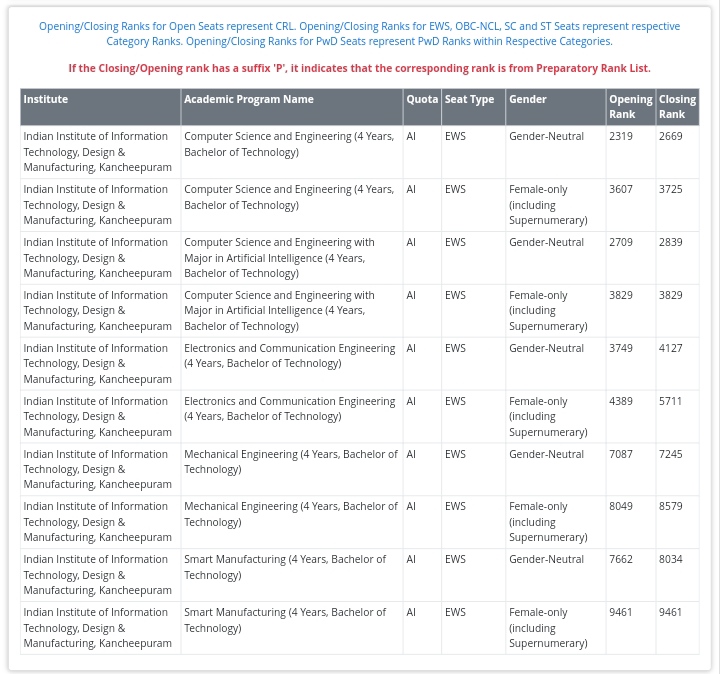 Opening/Closing Ranks for Open Seats represent CRL. Opening/Closing Ranks for EWS, OBC-NCL, SC and ST Seats represent respective
Category Ranks. Opening/Closing Ranks for PwD Seats represent PwD Ranks within Respective Categories.
If the Closing/Opening rank has a suffix 'P', it indicates that the corresponding rank is from Preparatory Rank List.
Institute Academic Program Name Quota Seat Type Gender Opening Closing
Rank Rank
Indian Institute of Information Computer Science and Engineering (4 Years, AI EWS Gender-Neutral 2319 2669
Technology, Design & Bachelor of Technology)
Manufacturing, Kancheepuram
Indian Institute of Information Computer Science and Engineering (4 Years, AI EWS Female-only 3607 3725
Technology, Design & Bachelor of Technology) (including
Manufacturing, Kancheepuram Supernumerary)
Indian Institute of Information Computer Science and Engineering with AI EWS Gender-Neutral 2709 2839
Technology, Design & Major in Artificial Intelligence (4 Years,
Manufacturing, Kancheepuram Bachelor of Technology)
Indian Institute of Information Computer Science and Engineering with AI EWS Female-only 3829 3829
Technology, Design & Major in Artificial Intelligence (4 Years, (including
Manufacturing, Kancheepuram Bachelor of Technology) Supernumerary)
Indian Institute of Information Electronics and Communication Engineering AI EWS Gender-Neutral 3749 4127
Technology, Design & (4 Years, Bachelor of Technology)
Manufacturing, Kancheepuram
Indian Institute of Information Electronics and Communication Engineering AI EWS Female-only 4389 5711
Technology, Design & (4 Years, Bachelor of Technology) (including
Manufacturing, Kancheepuram Supernumerary)
Indian Institute of Information Mechanical Engineering (4 Years, Bachelor of AI EWS Gender-Neutral 7087 7245
Technology, Design & Technology)
Manufacturing, Kancheepuram
Indian Institute of Information Mechanical Engineering (4 Years, Bachelor of AI EWS Female-only 8049 8579
Technology, Design & Technology) (including
Manufacturing, Kancheepuram Supernumerary)
Indian Institute of Information Smart Manufacturing (4 Years, Bachelor of AI EWS Gender-Neutral 7662 8034
Technology, Design & Technology)
Manufacturing, Kancheepuram
Indian Institute of Information Smart Manufacturing (4 Years, Bachelor of AI EWS Female-only 9461 9461
Technology, Design & Technology) (including
Manufacturing, Kancheepuram Supernumerary)